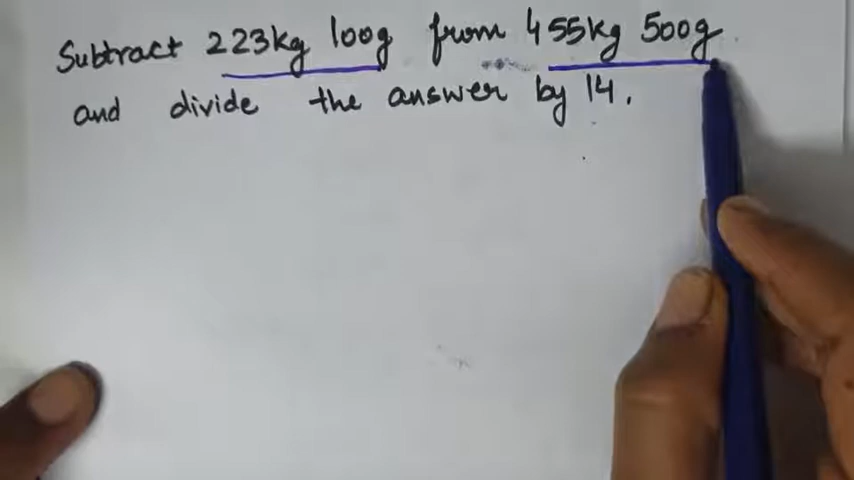 Subtract 223kg 100g from 455kg 500g
and divide the answer by 14.